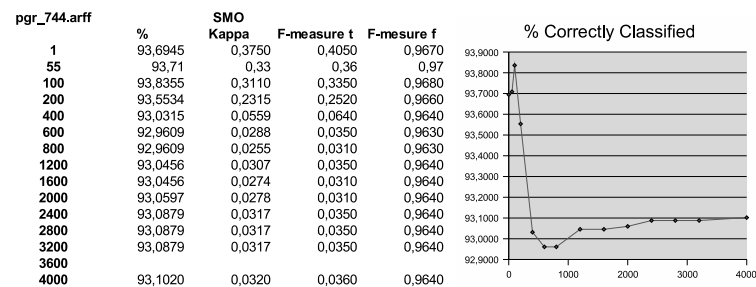 pgr_744.arff SMO
% Kappa F-measure t F-mesure f
1 93,6945 0,3750 0,4050 0,9670
55 93,71 0,33 0,36 0,97
100 93,8355 0,3110 0,3350 0,9680
200 93,5534 0,2315 0,2520 0,9660
400 93,0315 0,0559 0,0640 0,9640
600 92,9609 0,0288 0,0350 0,9630
800 92,9609 0,0255 0,0310 0,9630
1200 93,0456 0,0307 0,0350 0,9640
1600 93,0456 0,0274 0,0310 0,9640
2000 93,0597 0,0278 0,0310 0,9640
2400 93,0879 0,0317 0,0350 0,9640
2800 93,0879 0,0317 0,0350 0,9640
3200 93,0879 0,0317 0,0350 0,9640
3600
4000 93,1020 0,0320 0,0360 0,9640
% Correctly Classified
93,9000
93,8000
93,7000
93,6000
93,5000
93,4000
93,3000
93,2000
93,1000
93,0000
92,9000
0 1000 2000 3000 4000